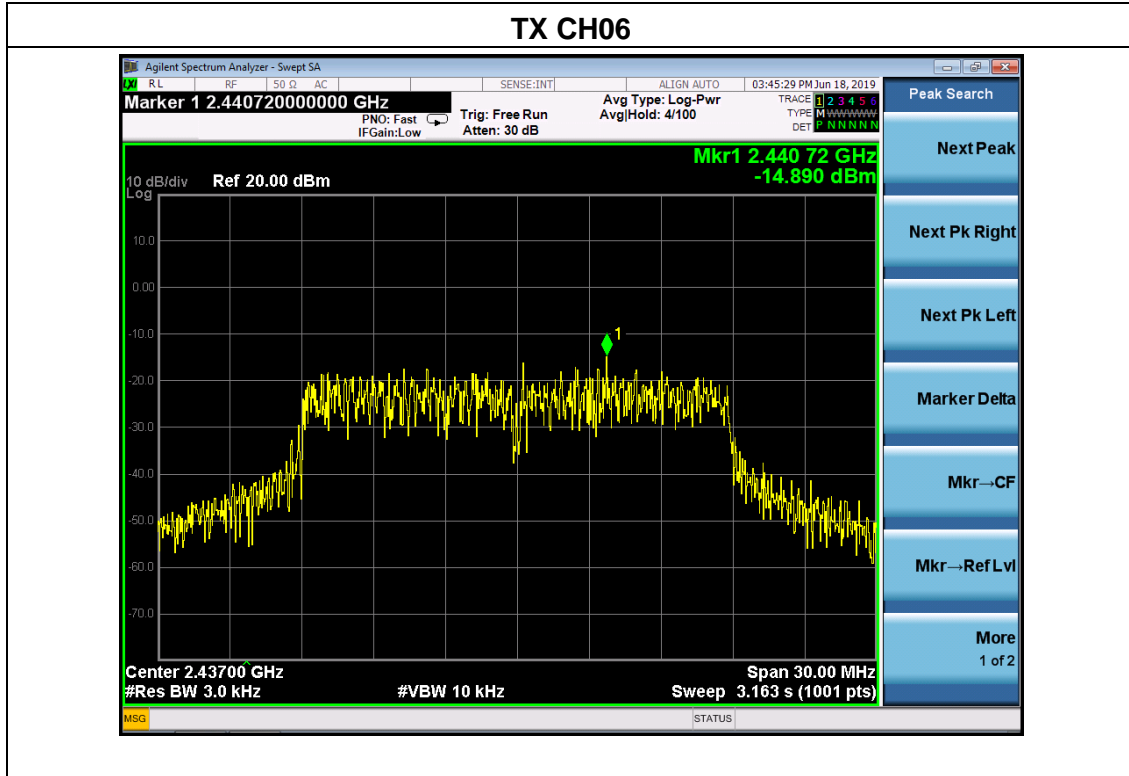 TX CH06
Agilent Spectrum Analyzer - Swept SA
LXI RL RF 50 Ω AC SENSE:INT ALIGN AUTO 03:45:29 PM Jun 18, 2019
Marker 1 2.440720000000 GHz
PNO: Fast
IFGain:Low
Trig: Free Run
Atten: 30 dB
Avg Type: Log-Pwr
Avg|Hold: 4/100
TRACE 1 2 3 4 5 6
TYPE M WWWWW
DET P N N N N N
Mkr1 2.440 72 GHz
-14.890 dBm
10 dB/div Ref 20.00 dBm
Log
10.0
0.00
-10.0
-20.0
-30.0
-40.0
-50.0
-60.0
-70.0
1
Center 2.43700 GHz
#Res BW 3.0 kHz
#VBW 10 kHz
Span 30.00 MHz
Sweep 3.163 s (1001 pts)
MSG
STATUS
Peak Search
Next Peak
Next Pk Right
Next Pk Left
Marker Delta
Mkr→CF
Mkr→Ref Lvl
More
1 of 2